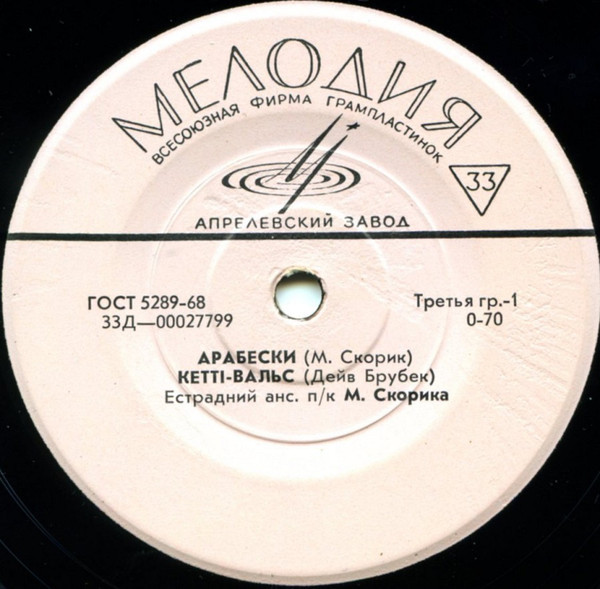 МЕЛОДИЯ
ВСЕСОЮЗНАЯ ФИРМА ГРАМПЛАСТИНОК
33
АПРЕЛЕВСКИЙ ЗАВОД
ГОСТ 5289-68
Третья гр.-1
33Д—00027799
0-70
АРАБЕСКИ (М. Скорик)
КЕТТІ-ВАЛЬС (Дейв Брубек)
Естрадний анс. п/к М. Скорика